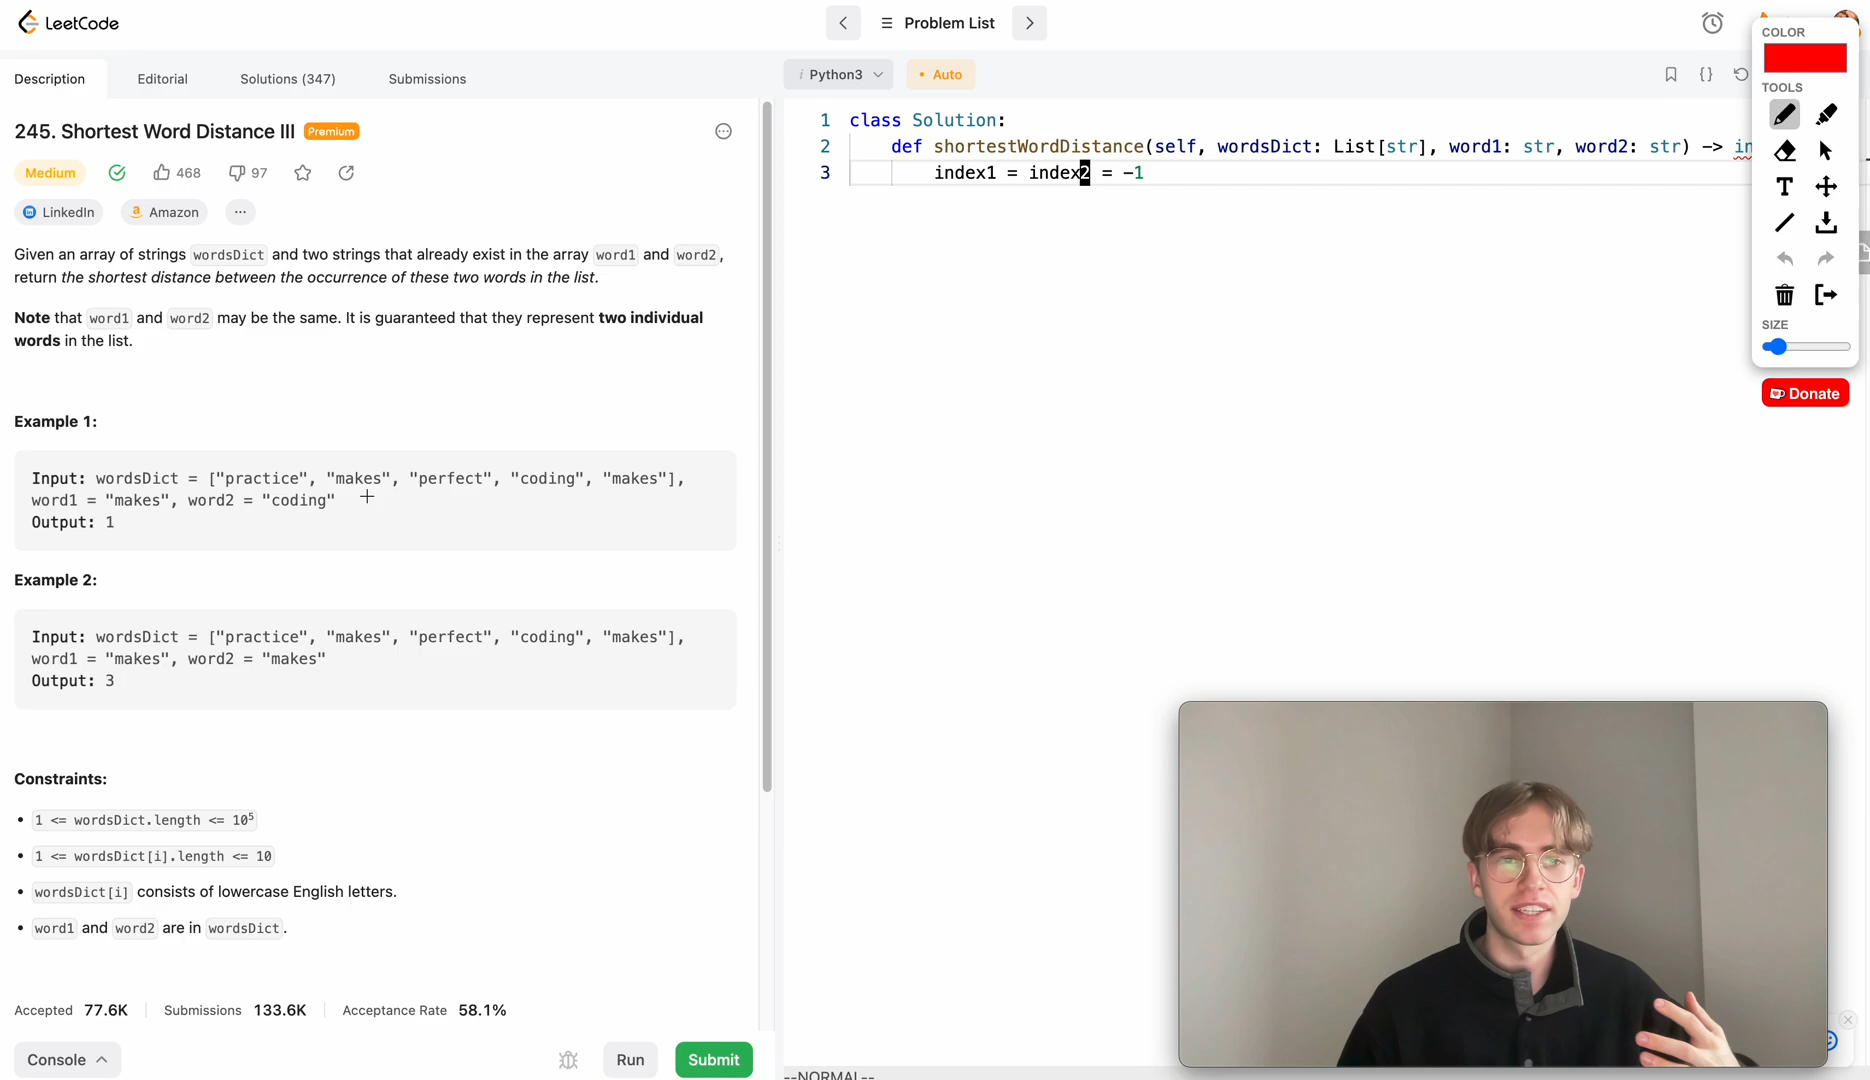 LeetCode
Problem List
Description
Editorial
Solutions (347)
Submissions
i Python3
• Auto
{}
245. Shortest Word Distance III
Premium
Medium
468
97
LinkedIn
a Amazon
...
Given an array of strings wordsDict and two strings that already exist in the array word1 and word2,
return the shortest distance between the occurrence of these two words in the list.
Note that word1 and word2 may be the same. It is guaranteed that they represent two individual
words in the list.
Example 1:
Input: wordsDict = ["practice", "makes", "perfect", "coding", "makes"],
word1 = "makes", word2 = "coding"
Output: 1
Example 2:
Input: wordsDict = ["practice", "makes", "perfect", "coding", "makes"],
word1 = "makes", word2 = "makes"
Output: 3
Constraints:
• 1 <= wordsDict.length <= 10⁵
• 1 <= wordsDict[i].length <= 10
• wordsDict[i] consists of lowercase English letters.
• word1 and word2 are in wordsDict.
Accepted 77.6K
Submissions 133.6K
Acceptance Rate 58.1%
Console
Run
Submit
1 class Solution:
2 def shortestWordDistance(self, wordsDict: List[str], word1: str, word2: str) -> in
3 index1 = index2 = -1
--NORMAL--
COLOR
TOOLS
T
SIZE
Donate